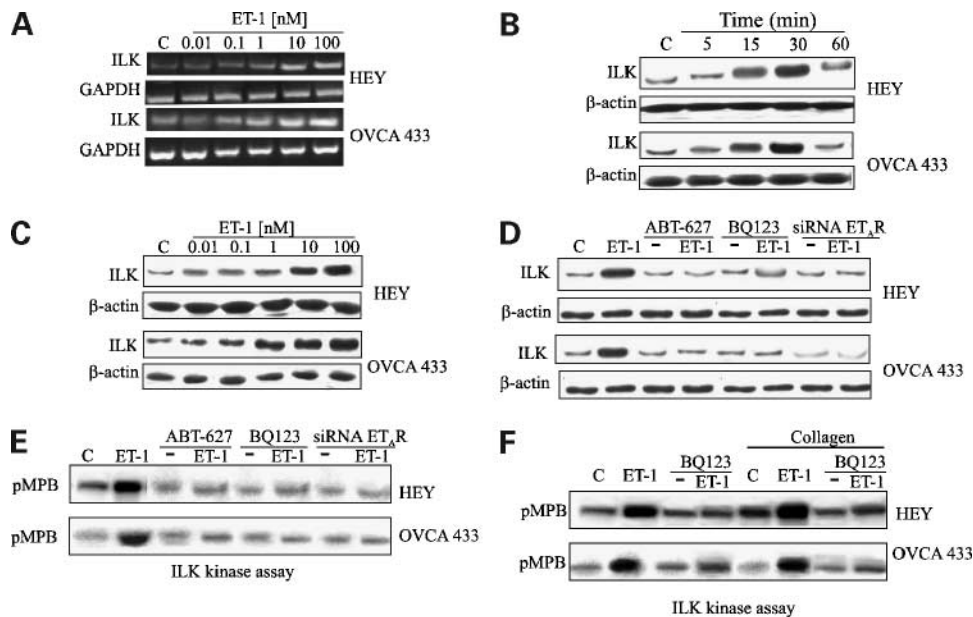 A
ET-1 [nM]
C 0.01 0.1 1 10 100
ILK
GAPDH
HEY
ILK
GAPDH
OVCA 433
B
Time (min)
C 5 15 30 60
ILK
β-actin
HEY
ILK
β-actin
OVCA 433
C
ET-1 [nM]
C 0.01 0.1 1 10 100
ILK
β-actin
HEY
ILK
β-actin
OVCA 433
D
ABT-627 BQ123 siRNA ETAR
C ET-1 – ET-1 – ET-1 – ET-1
ILK
β-actin
HEY
ILK
β-actin
OVCA 433
E
ABT-627 BQ123 siRNA ETAR
C ET-1 – ET-1 – ET-1 – ET-1
pMPB HEY
pMPB OVCA 433
ILK kinase assay
F
Collagen
BQ123 BQ123
C ET-1 – ET-1 C ET-1 – ET-1
pMPB HEY
pMPB OVCA 433
ILK kinase assay